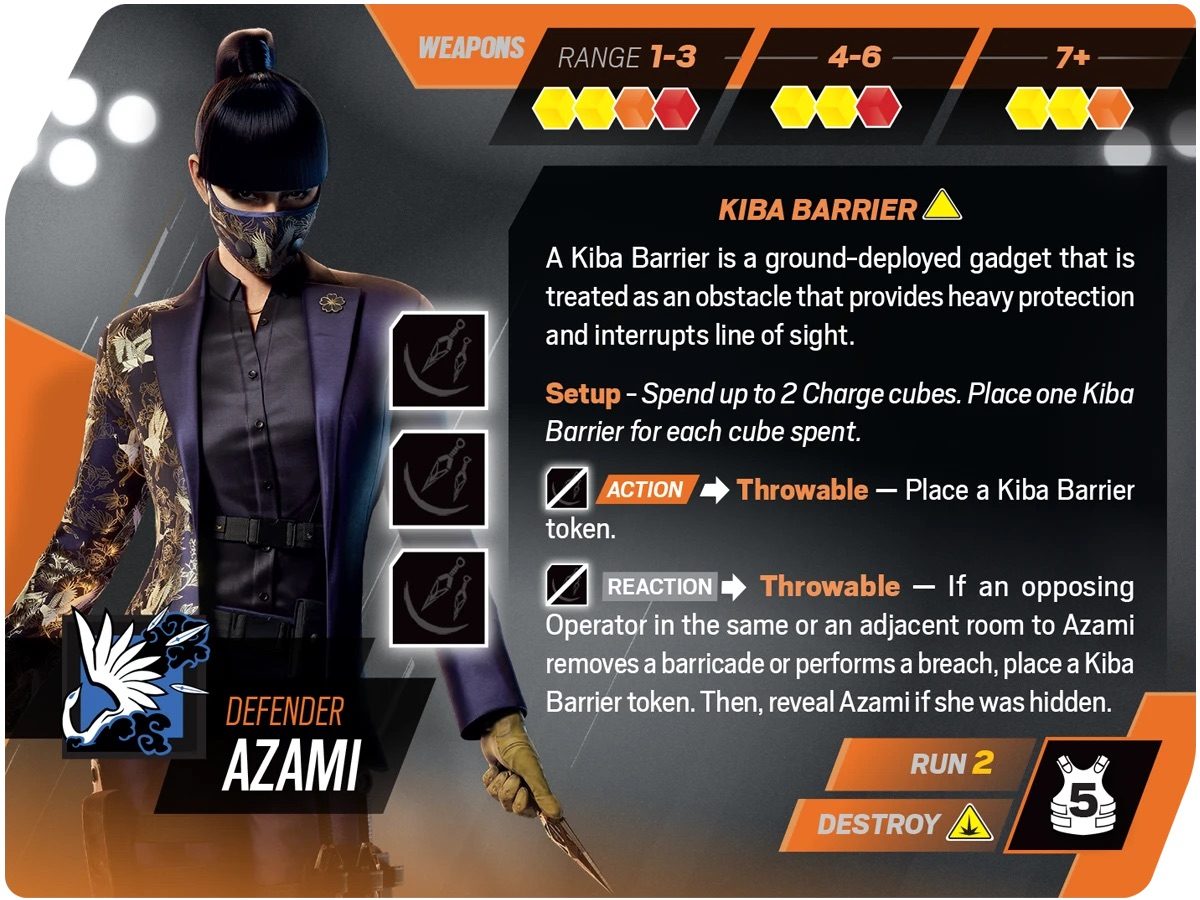 WEAPONS
RANGE 1-3
4-6
7+
KIBA BARRIER
A Kiba Barrier is a ground-deployed gadget that is
treated as an obstacle that provides heavy protection
and interrupts line of sight.
Setup - Spend up to 2 Charge cubes. Place one Kiba
Barrier for each cube spent.
ACTION Throwable — Place a Kiba Barrier
token.
REACTION Throwable — If an opposing
Operator in the same or an adjacent room to Azami
removes a barricade or performs a breach, place a Kiba
Barrier token. Then, reveal Azami if she was hidden.
DEFENDER
AZAMI
RUN 2
DESTROY
5